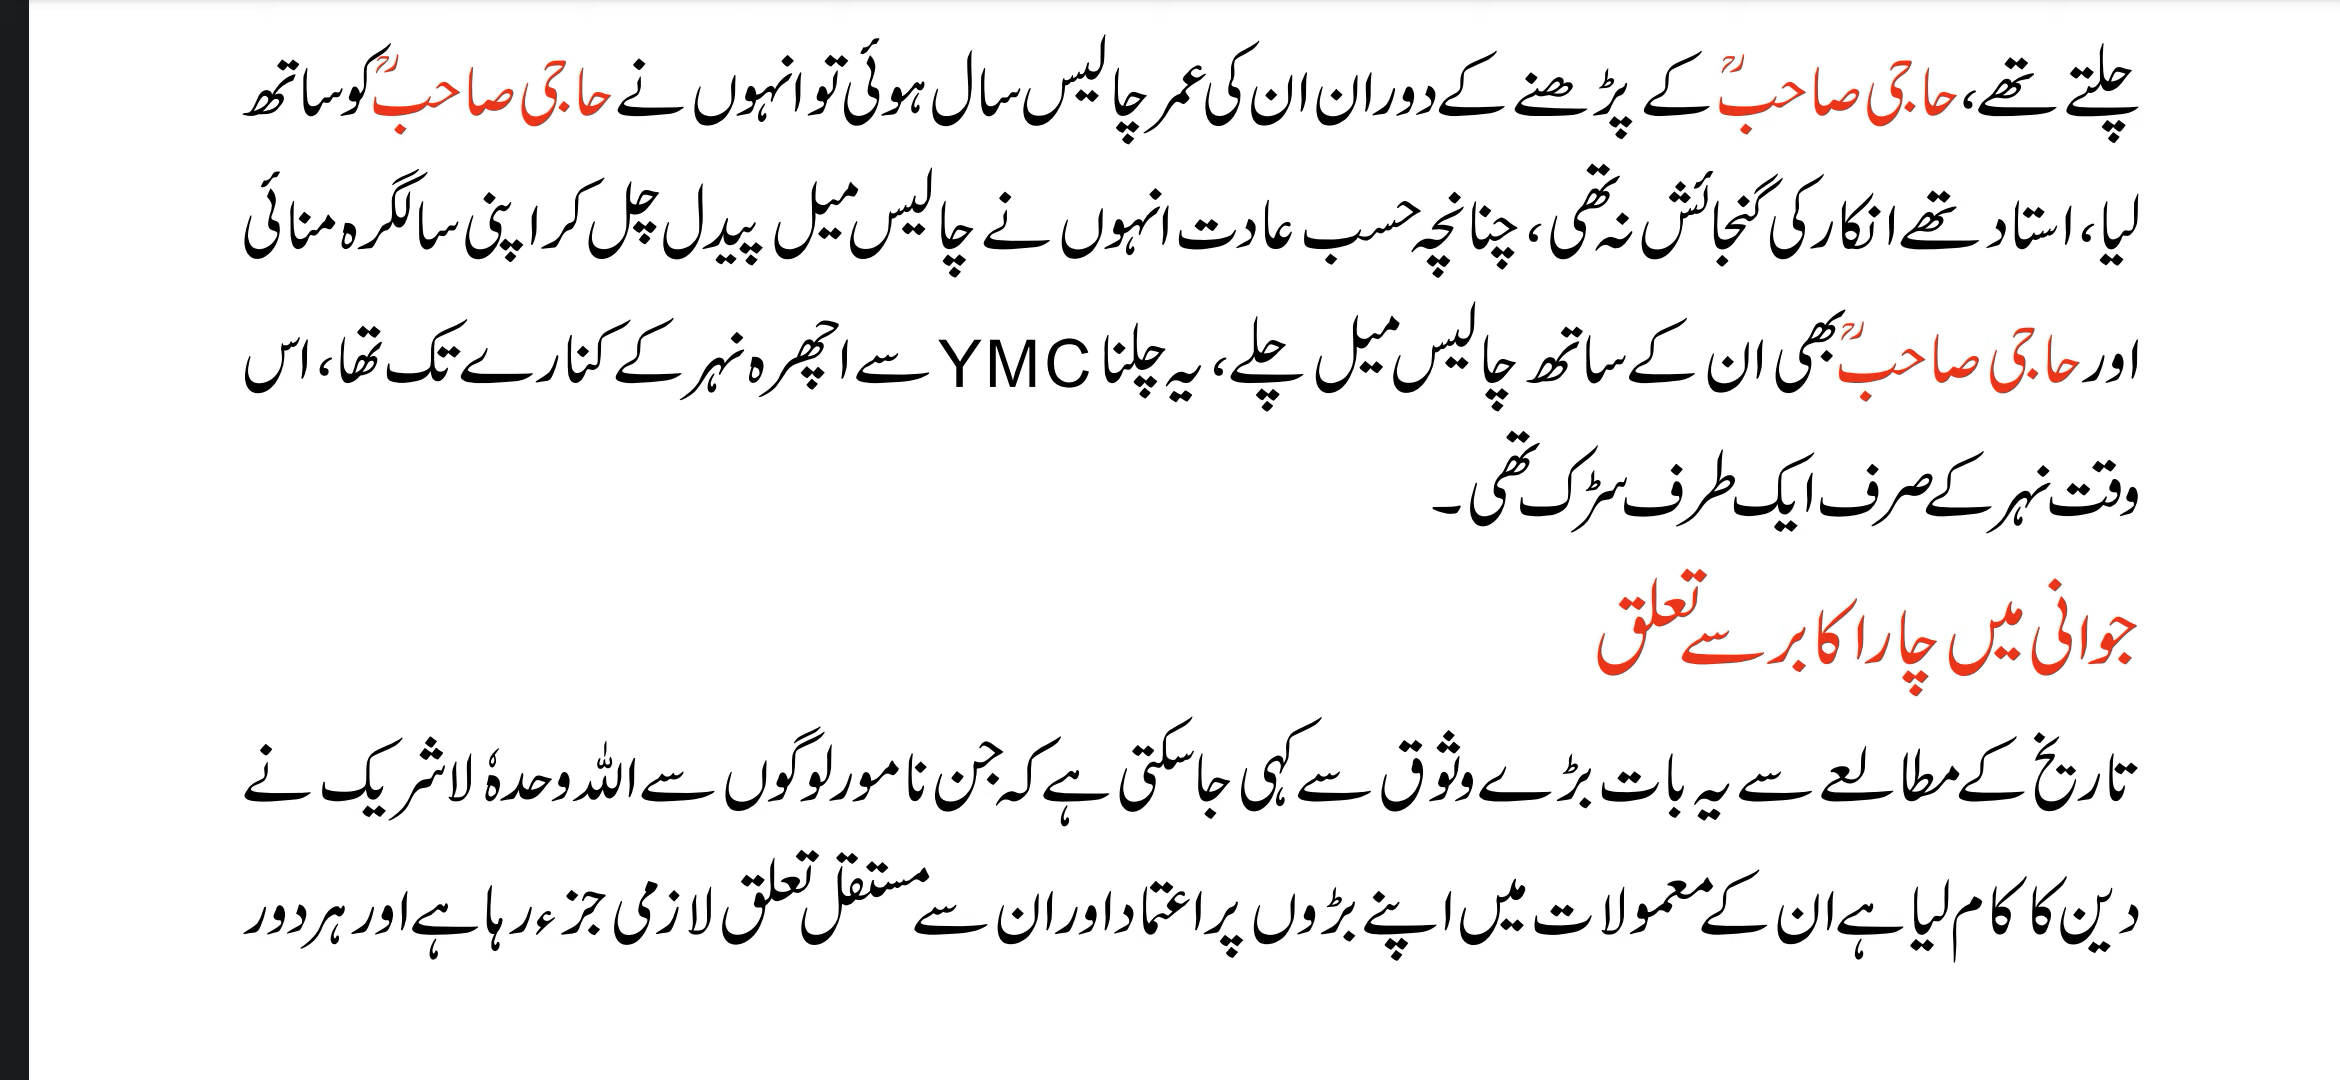 چلتے تھے، حاجی صاحبؒ کے پڑھنے کے دوران ان کی عمر چالیس سال ہوئی تو انہوں نے حاجی صاحبؒ کو ساتھ
لیا، استاد تھے انکار کی گنجائش نہ تھی، چنانچہ حسب عادت انہوں نے چالیس میل پیدل چل کر اپنی سالگرہ منائی
اور حاجی صاحبؒ بھی ان کے ساتھ چالیس میل چلے، یہ چلنا YMC سے اچھرہ نہر کے کنارے تک تھا، اس
وقت نہر کے صرف ایک طرف سڑک تھی۔
جوانی میں چار اکابر سے تعلق
تاریخ کے مطالعے سے یہ بات بڑے وثوق سے کہی جاسکتی ہے کہ جن نامور لوگوں سے اللہ وحدہٗ لاشریک نے
دین کا کام لیا ہے ان کے معمولات میں اپنے بڑوں پر اعتماد اور ان سے مستقل تعلق لازمی جزء رہا ہے اور ہر دور